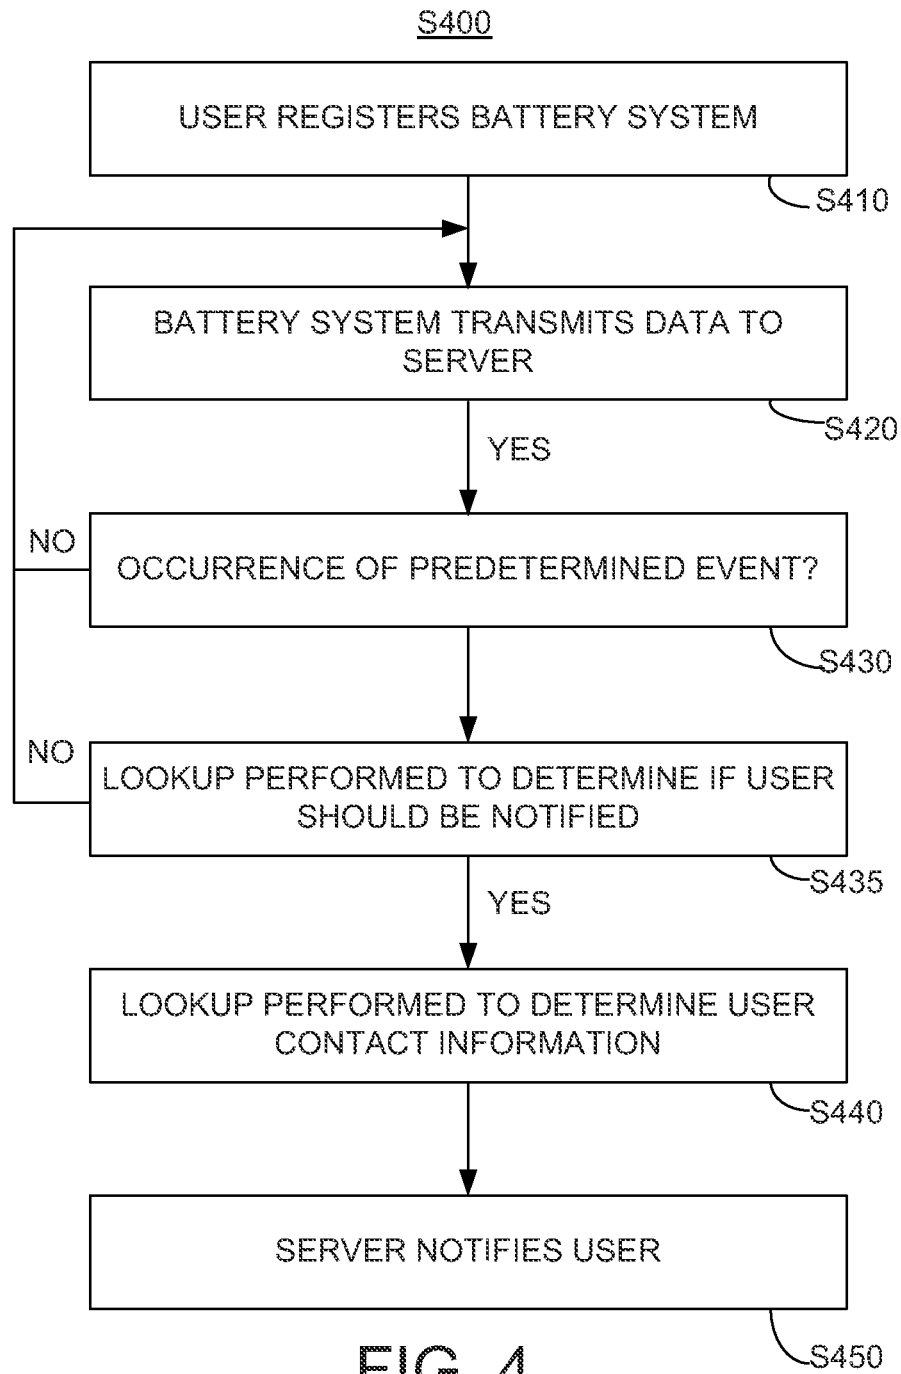 S400
USER REGISTERS BATTERY SYSTEM
S410
BATTERY SYSTEM TRANSMITS DATA TO
SERVER
S420
YES
NO
OCCURRENCE OF PREDETERMINED EVENT?
S430
NO
LOOKUP PERFORMED TO DETERMINE IF USER
SHOULD BE NOTIFIED
S435
YES
LOOKUP PERFORMED TO DETERMINE USER
CONTACT INFORMATION
S440
SERVER NOTIFIES USER
S450
FIG. 4